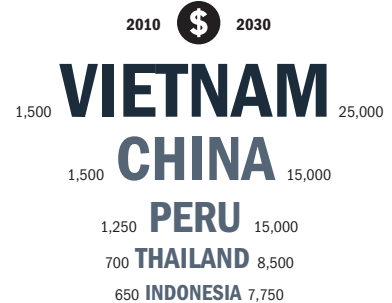 2010 $ 2030
1,500 VIETNAM 25,000
1,500 CHINA 15,000
1,250 PERU 15,000
700 THAILAND 8,500
650 INDONESIA 7,750